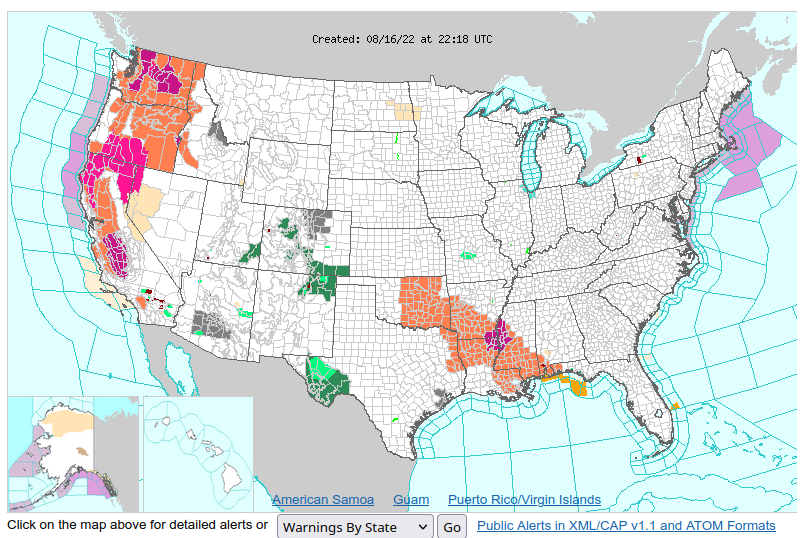 Created: 08/16/22 at 22:18 UTC
American Samoa Guam Puerto Rico/Virgin Islands
Click on the map above for detailed alerts or Warnings By State Go Public Alerts in XML/CAP v1.1 and ATOM Formats